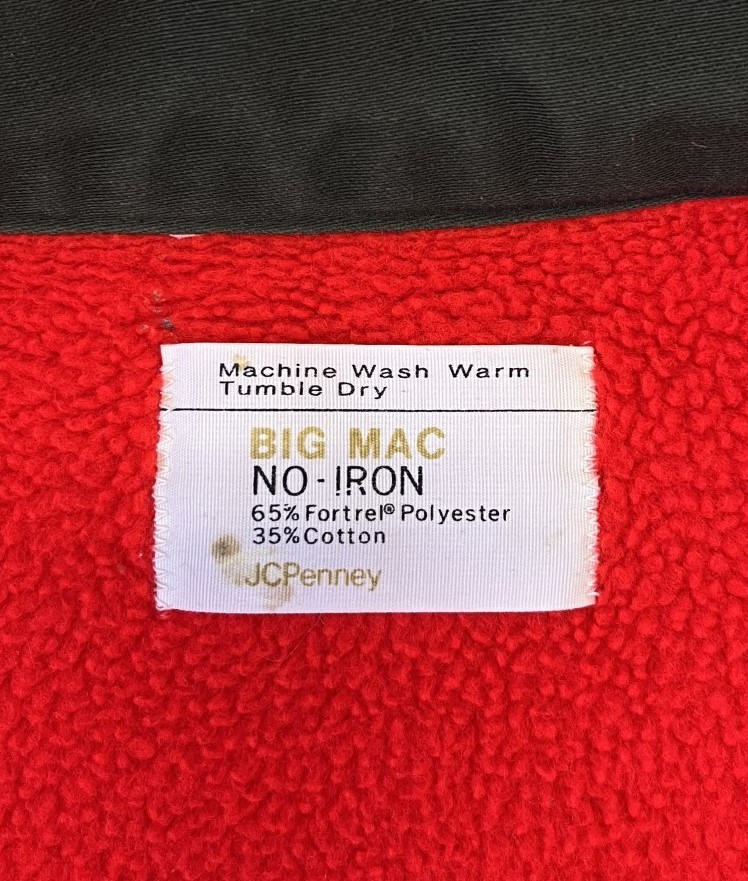 Machine Wash Warm
Tumble Dry
BIG MAC
NO-IRON
65% Fortrel® Polyester
35% Cotton
JCPenney